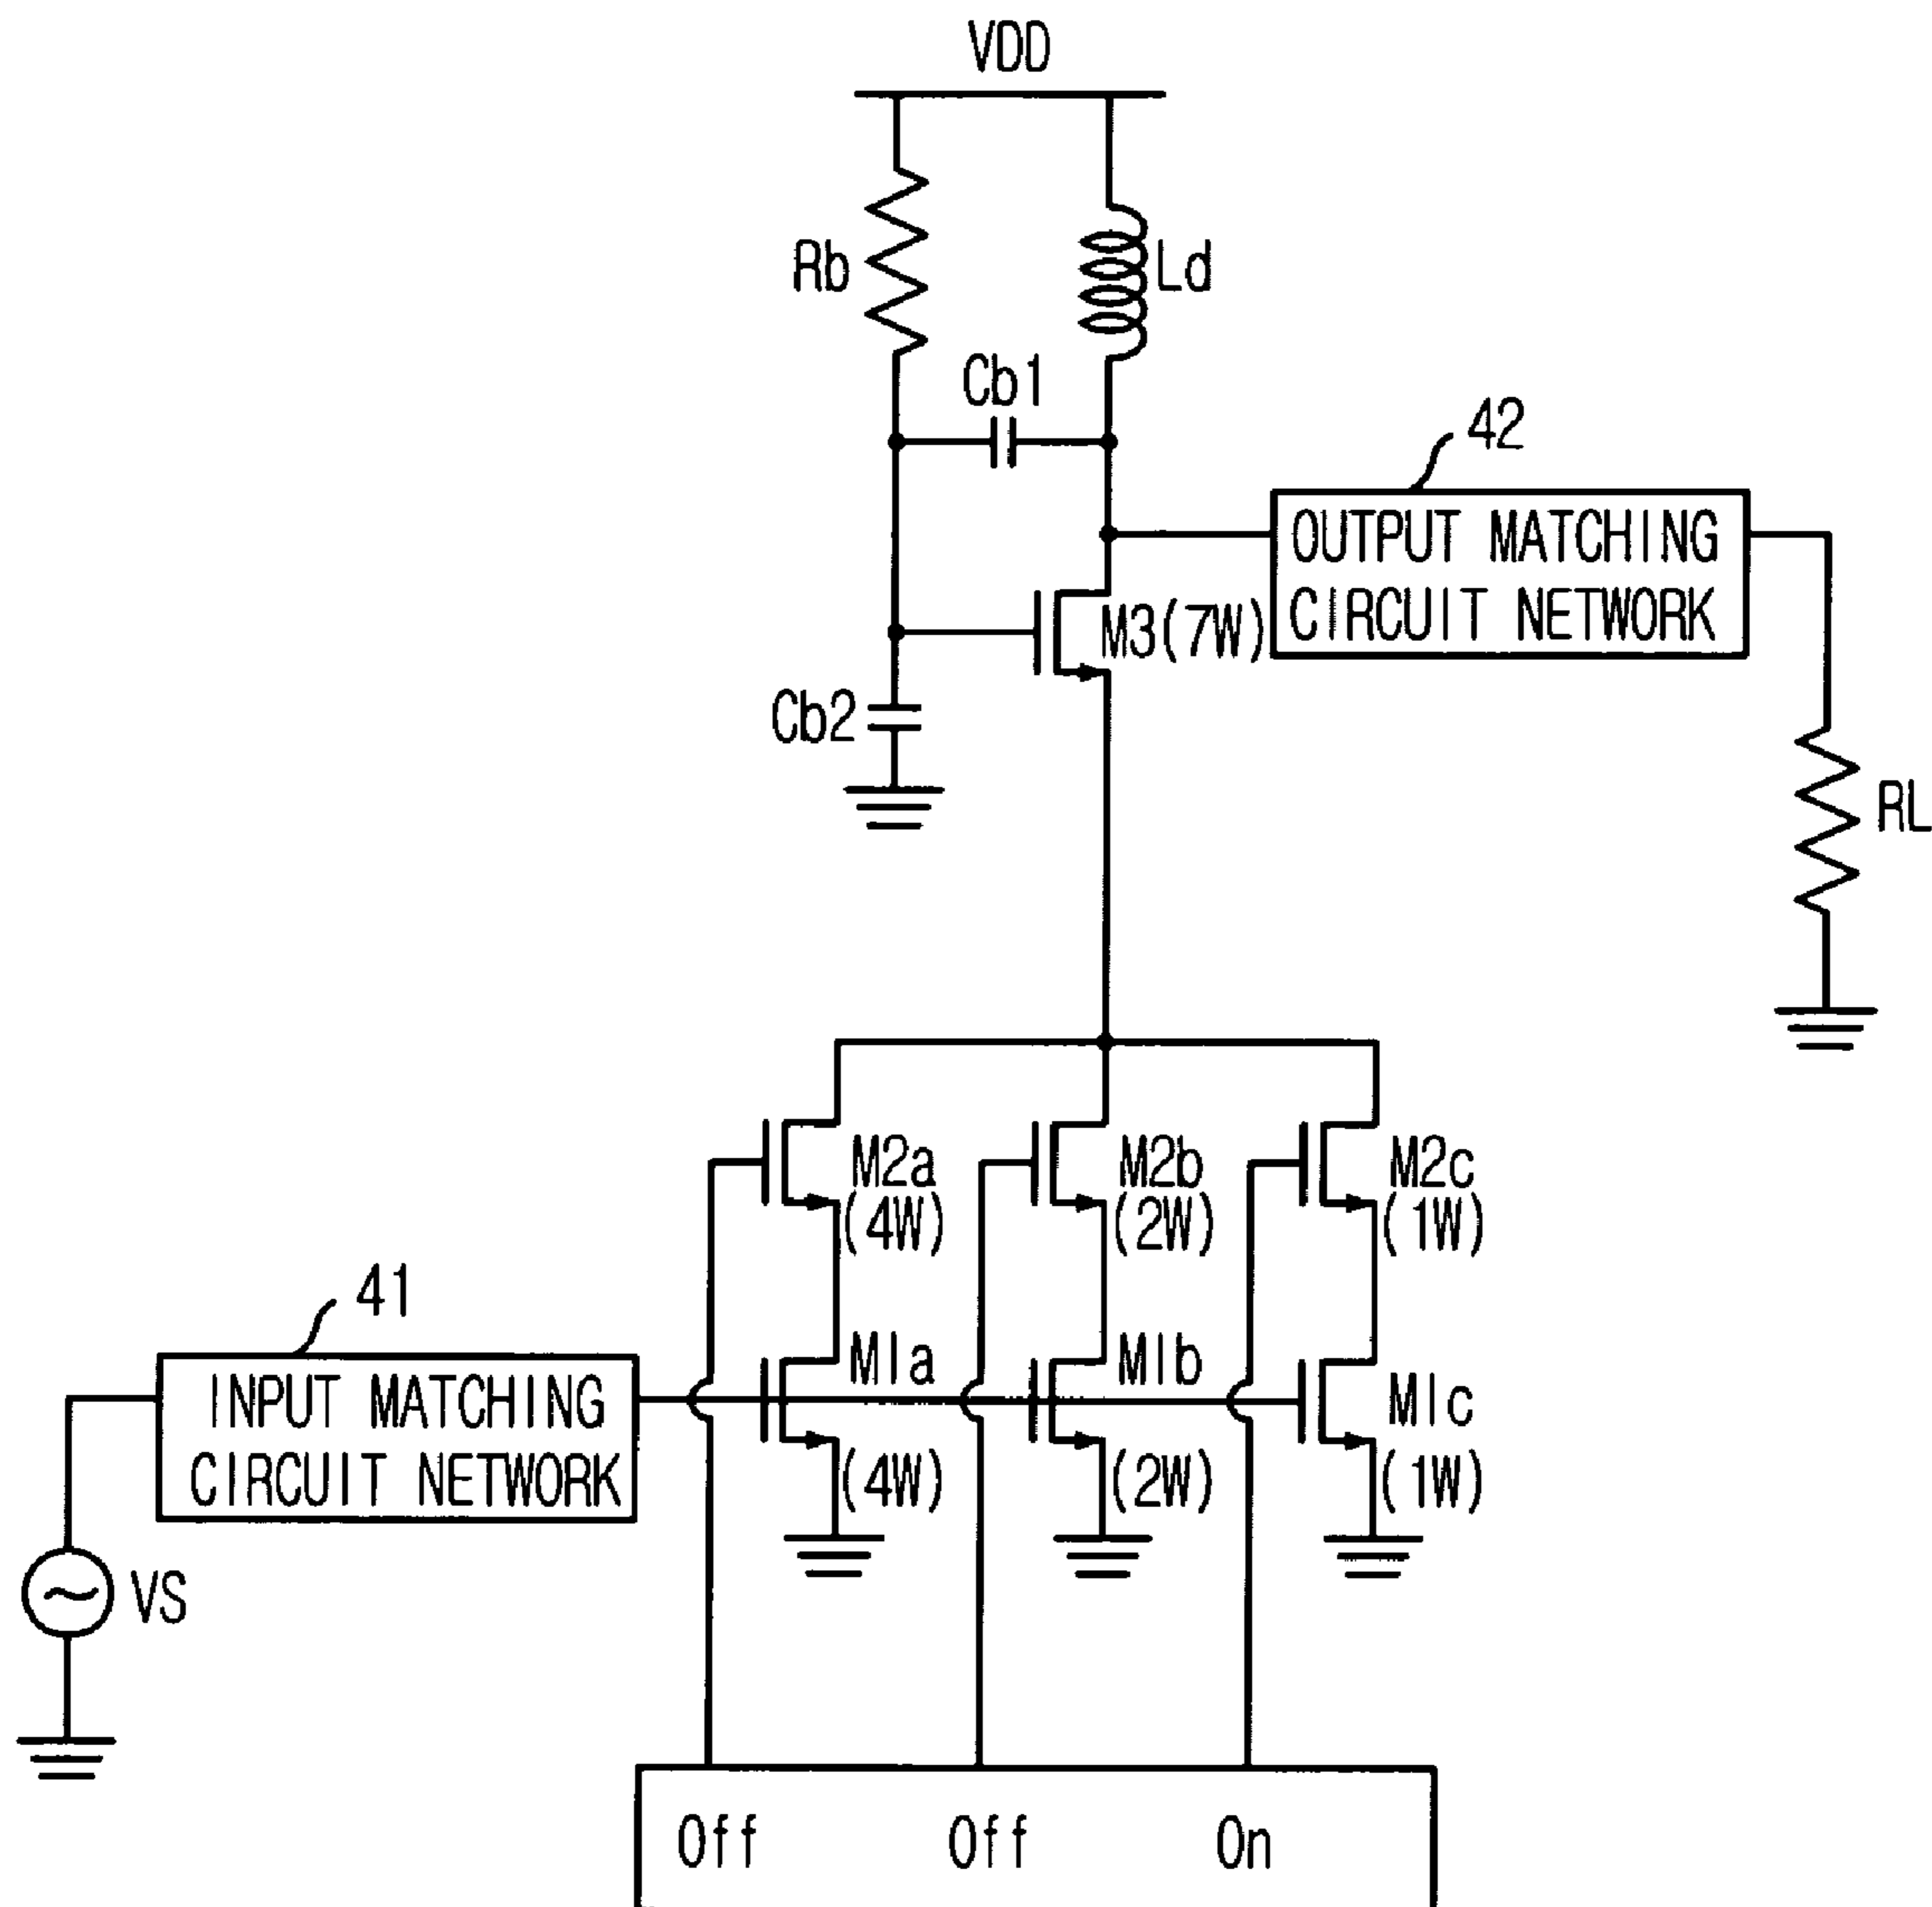 VDD
Rb
Ld
Cb1
42
OUTPUT MATCHING
CIRCUIT NETWORK
M3(7W)
Cb2
RL
M2a
(4W)
M2b
(2W)
M2c
(1W)
41
INPUT MATCHING
CIRCUIT NETWORK
M1a
(4W)
M1b
(2W)
M1c
(1W)
VS
Off
Off
On